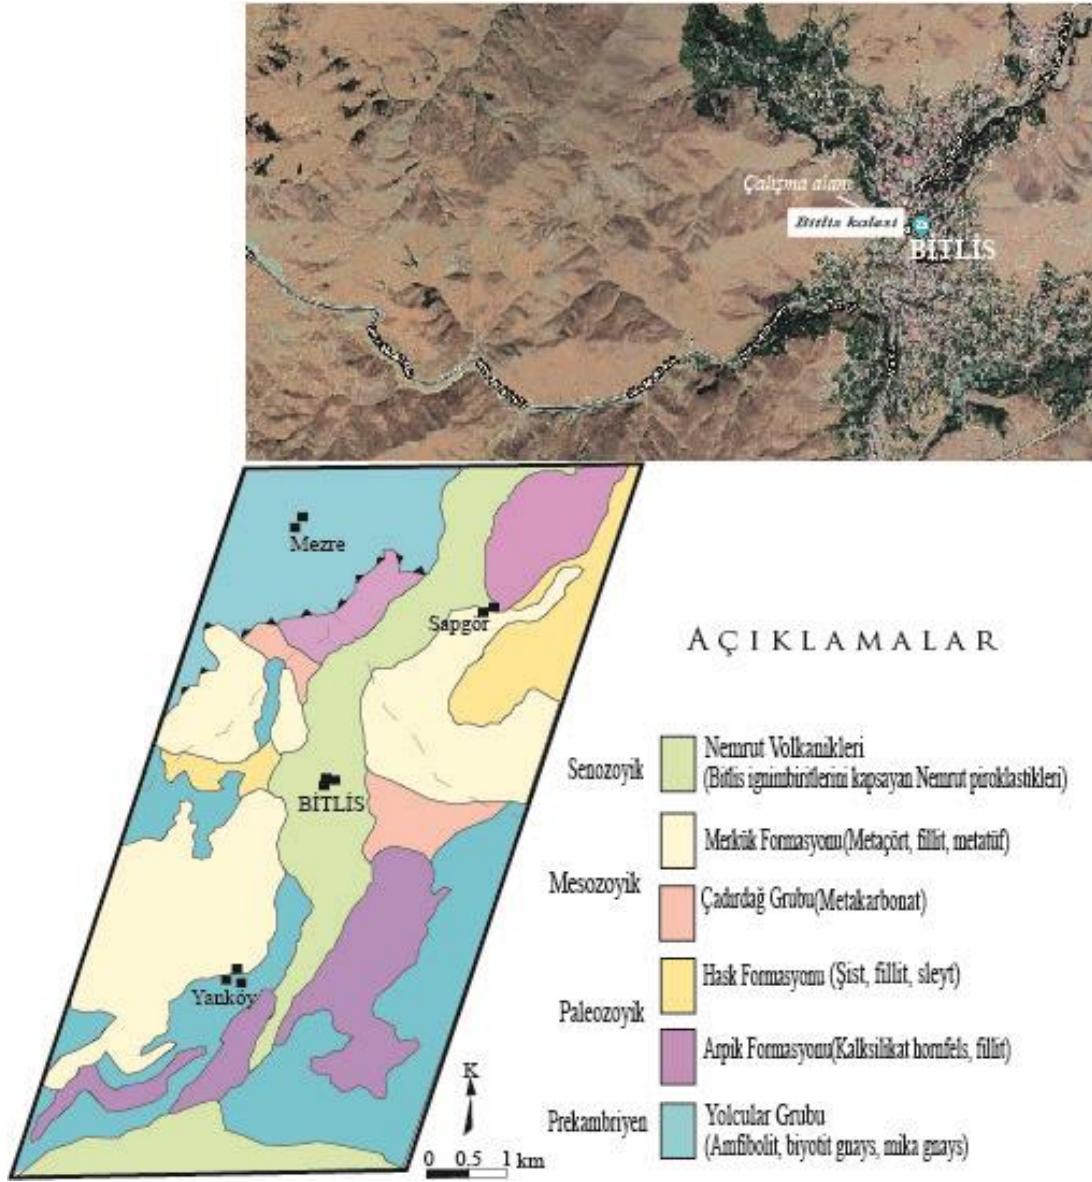 Çalışma alanı
Bitlis kalesi
BİTLİS
Mezre
Sapgör
BİTLİS
Yanköy
K
0 0.5 1 km
AÇIKLAMALAR
Senozoyik
Nemrut Volkanikleri
(Bitlis ignimbiritlerini kapsayan Nemrut piroklastikleri)
Mesozoyik
Merkük Formasyonu(Metaçört, fillit, metatüf)
Çadırdağ Grubu(Metakarbonat)
Paleozoyik
Hask Formasyonu (Şist, fillit, sleyt)
Arpik Formasyonu(Kalksilikat hornfels, fillit)
Prekambriyen
Yolcular Grubu
(Amfibolit, biyotit gnays, mika gnays)